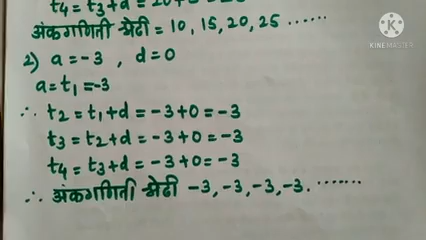 t₄ = t₃ + d = 20 + 5 = 25
अंकगणिती श्रेढी = 10, 15, 20, 25 ......
2) a = -3 , d = 0
a = t₁ = -3
∴ t₂ = t₁ + d = -3 + 0 = -3
t₃ = t₂ + d = -3 + 0 = -3
t₄ = t₃ + d = -3 + 0 = -3
∴ अंकगणिती श्रेढी -3, -3, -3, -3. .......
KINEMASTER